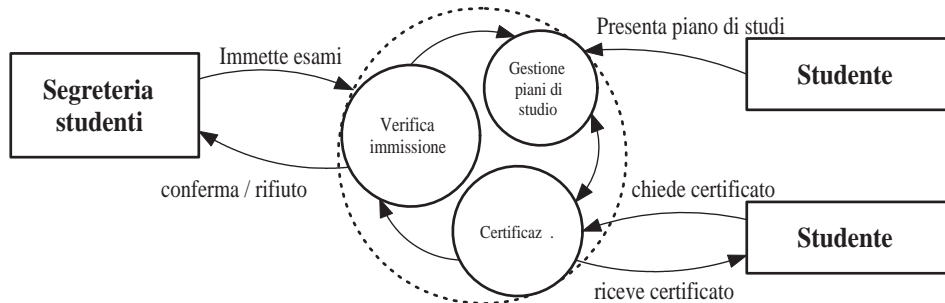 Immette esami
Presenta piano di studi
Segreteria
studenti
Gestione
piani di
studio
Studente
Verifica
immissione
conferma / rifiuto
chiede certificato
Certificaz .
Studente
riceve certificato